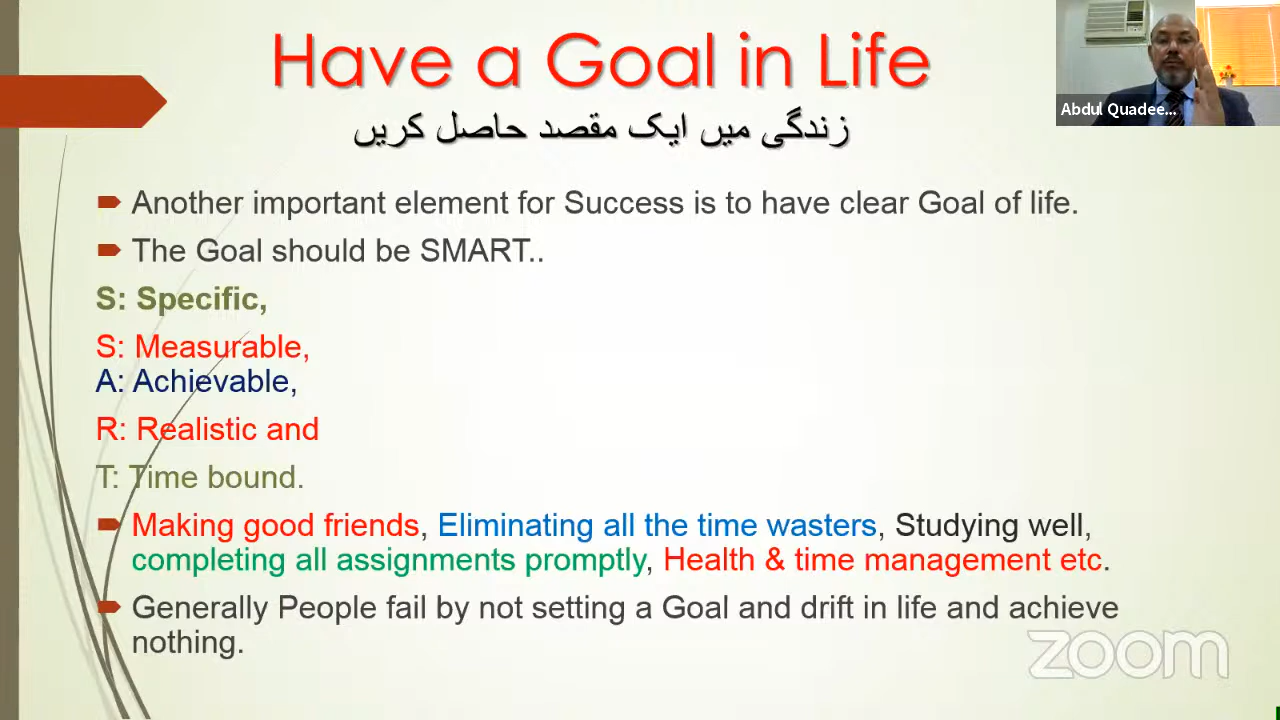 Have a Goal in Life
زندگی میں ایک مقصد حاصل کریں
Abdul Quadee...
Another important element for Success is to have clear Goal of life.
The Goal should be SMART..
S: Specific,
S: Measurable,
A: Achievable,
R: Realistic and
T: Time bound.
Making good friends, Eliminating all the time wasters, Studying well,
completing all assignments promptly, Health & time management etc.
Generally People fail by not setting a Goal and drift in life and achieve
nothing.
zoom